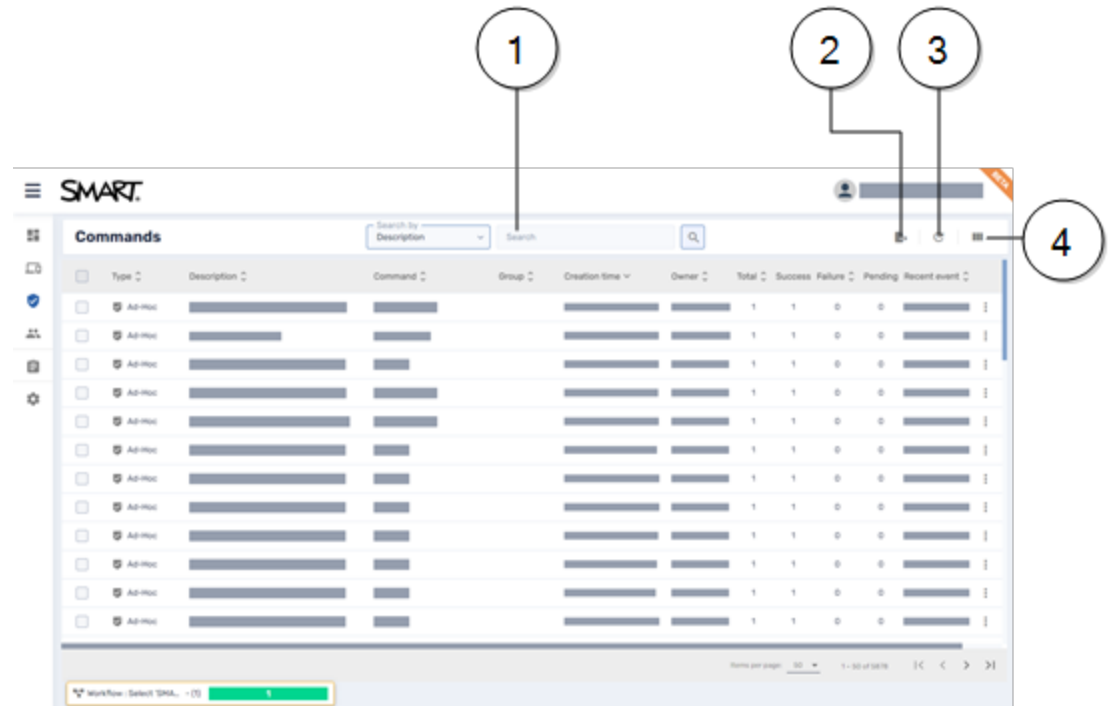 1
2
3
SMART.
BETA
4
Commands
Search by
Description
Search
Type Description Command Group Creation time Owner Total Success Failure Pending Recent event
Ad-Hoc 1 1 0 0
Ad-Hoc 1 1 0 0
Ad-Hoc 1 1 0 0
Ad-Hoc 1 1 0 0
Ad-Hoc 1 1 0 0
Ad-Hoc 1 1 0 0
Ad-Hoc 1 1 0 0
Ad-Hoc 1 1 0 0
Ad-Hoc 1 1 0 0
Ad-Hoc 1 1 0 0
Ad-Hoc 1 1 0 0
Ad-Hoc 1 1 0 0
Items per page: 50 1 – 50 of 5878
Workflow : Select 'SMA... - (1) 1